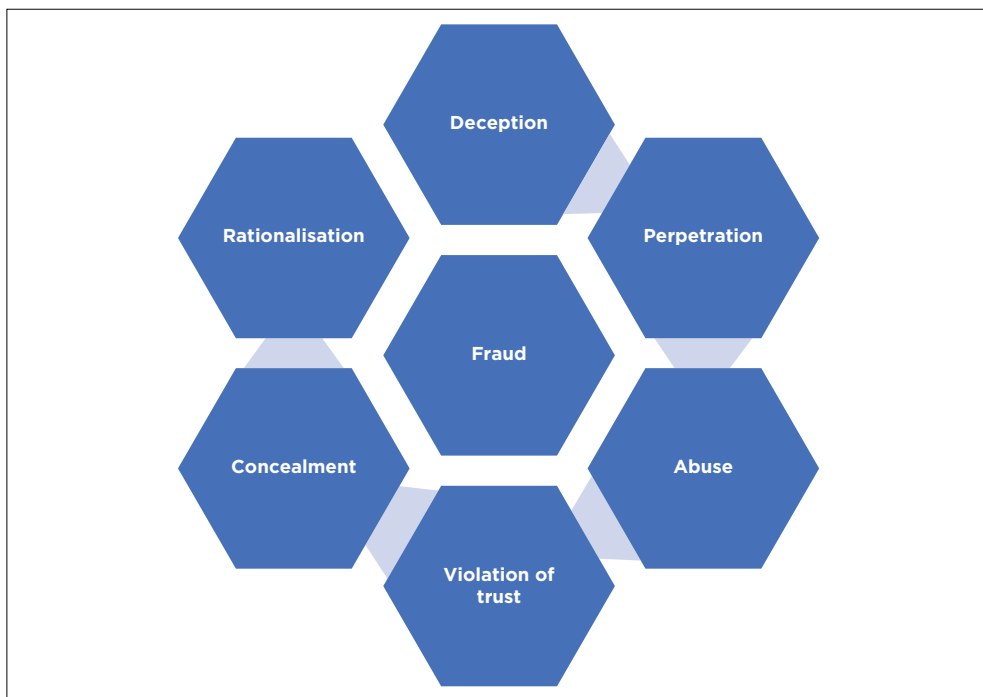 Deception
Perpetration
Rationalisation
Fraud
Abuse
Concealment
Violation of
trust